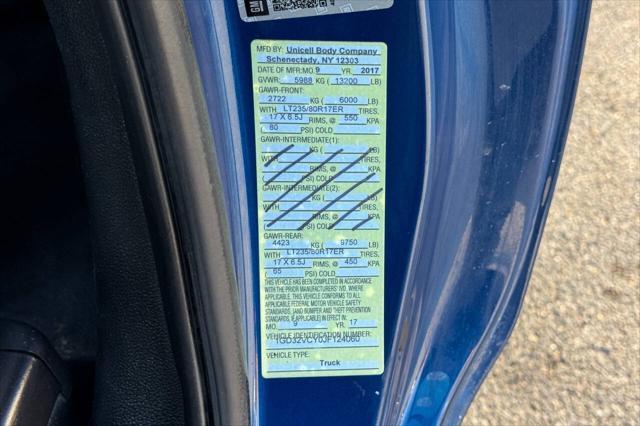 GM
MFD BY: Unicell Body Company
Schenectady, NY 12303
DATE OF MFR:MO. 9 YR. 2017
GVWR: 5988 KG ( 13200 LB)
GAWR-FRONT:
2722 KG ( 6000 LB)
WITH LT235/80R17ER TIRES,
17 X 6.5J RIMS, @ 550 KPA
( 80 PSI) COLD
GAWR-INTERMEDIATE(1):
KG ( LB)
WITH TIRES,
RIMS, @ KPA
( PSI) COLD
GAWR-INTERMEDIATE(2):
KG ( LB)
WITH TIRES,
RIMS, @ KPA
( PSI) COLD
GAWR-REAR:
4423 KG ( 9750 LB)
WITH LT235/80R17ER TIRES,
17 X 6.5J RIMS, @ 450 KPA
( 65 PSI) COLD
THIS VEHICLE HAS BEEN COMPLETED IN ACCORDANCE
WITH THE PRIOR MANUFACTURERS' IVD, WHERE
APPLICABLE. THIS VEHICLE CONFORMS TO ALL
APPLICABLE FEDERAL MOTOR VEHICLE SAFETY
STANDARDS, (AND BUMPER AND THEFT PREVENTION
STANDARDS IF APPLICABLE) IN EFFECT IN
MO. 9 YR. 17
VEHICLE IDENTIFICATION NUMBER:
1GD32VCY0JF124060
VEHICLE TYPE:
Truck